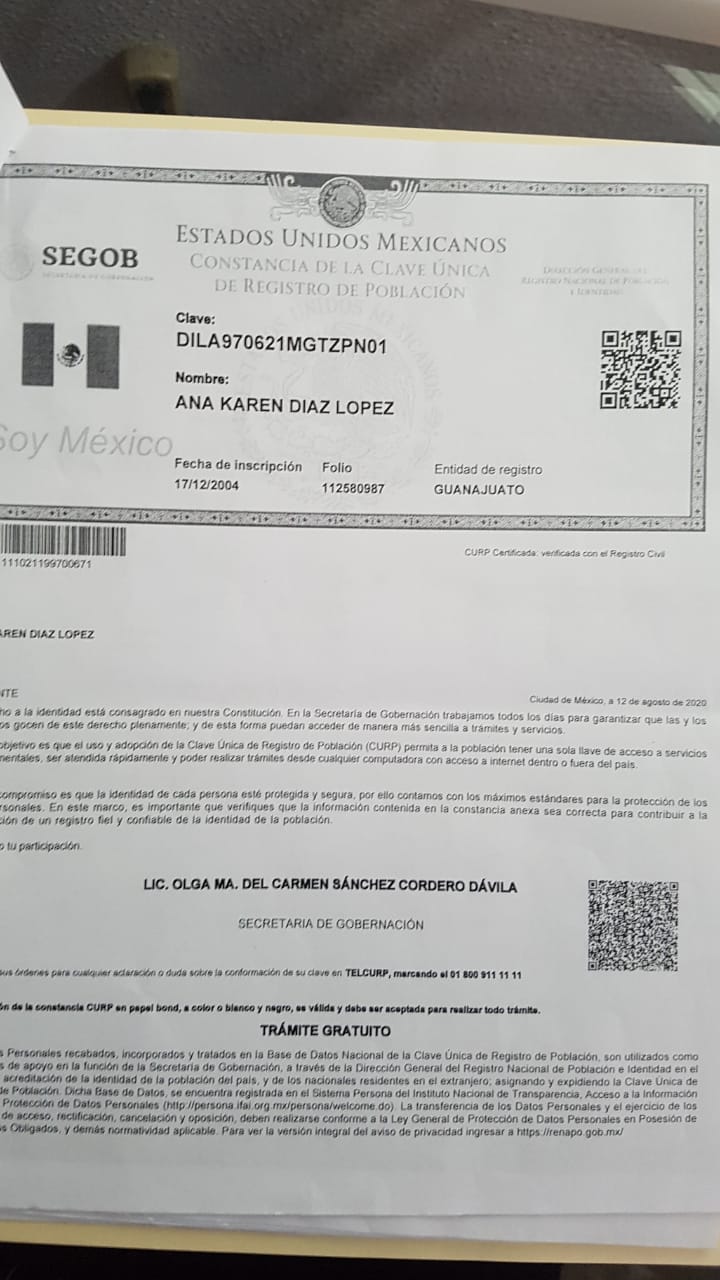 SEGOB
SECRETARÍA DE GOBERNACIÓN
ESTADOS UNIDOS MEXICANOS
CONSTANCIA DE LA CLAVE ÚNICA
DE REGISTRO DE POBLACIÓN
DIRECCIÓN GENERAL DEL
REGISTRO NACIONAL DE POBLACIÓN
E IDENTIDAD
Clave:
DILA970621MGTZPN01
Nombre:
ANA KAREN DIAZ LOPEZ
Soy México
Fecha de inscripción Folio Entidad de registro
17/12/2004 112580987 GUANAJUATO
111021199700671
CURP Certificada: verificada con el Registro Civil
AREN DIAZ LOPEZ
NTE
Ciudad de México, a 12 de agosto de 2020
ho a la identidad está consagrado en nuestra Constitución. En la Secretaría de Gobernación trabajamos todos los días para garantizar que las y los
os gocen de este derecho plenamente; y de esta forma puedan acceder de manera más sencilla a trámites y servicios.
objetivo es que el uso y adopción de la Clave Única de Registro de Población (CURP) permita a la población tener una sola llave de acceso a servicios
mentales, ser atendida rápidamente y poder realizar trámites desde cualquier computadora con acceso a internet dentro o fuera del país.
compromiso es que la identidad de cada persona esté protegida y segura, por ello contamos con los máximos estándares para la protección de los
rsonales. En este marco, es importante que verifiques que la información contenida en la constancia anexa sea correcta para contribuir a la
ión de un registro fiel y confiable de la identidad de la población.
o tu participación.
LIC. OLGA MA. DEL CARMEN SÁNCHEZ CORDERO DÁVILA
SECRETARIA DE GOBERNACIÓN
sus órdenes para cualquier aclaración o duda sobre la conformación de su clave en TELCURP, marcando el 01 800 911 11 11
ón de la constancia CURP en papel bond, a color o blanco y negro, es válida y debe ser aceptada para realizar todo trámite.
TRÁMITE GRATUITO
s Personales recabados, incorporados y tratados en la Base de Datos Nacional de la Clave Única de Registro de Población, son utilizados como
s de apoyo en la función de la Secretaría de Gobernación, a través de la Dirección General del Registro Nacional de Población e Identidad en el
acreditación de la identidad de la población del país, y de los nacionales residentes en el extranjero; asignando y expidiendo la Clave Única de
de Población. Dicha Base de Datos, se encuentra registrada en el Sistema Persona del Instituto Nacional de Transparencia, Acceso a la Información
Protección de Datos Personales (http://persona.ifai.org.mx/persona/welcome.do). La transferencia de los Datos Personales y el ejercicio de los
de acceso, rectificación, cancelación y oposición, deben realizarse conforme a la Ley General de Protección de Datos Personales en Posesión de
os Obligados, y demás normatividad aplicable. Para ver la versión integral del aviso de privacidad ingresar a https://renapo.gob.mx/